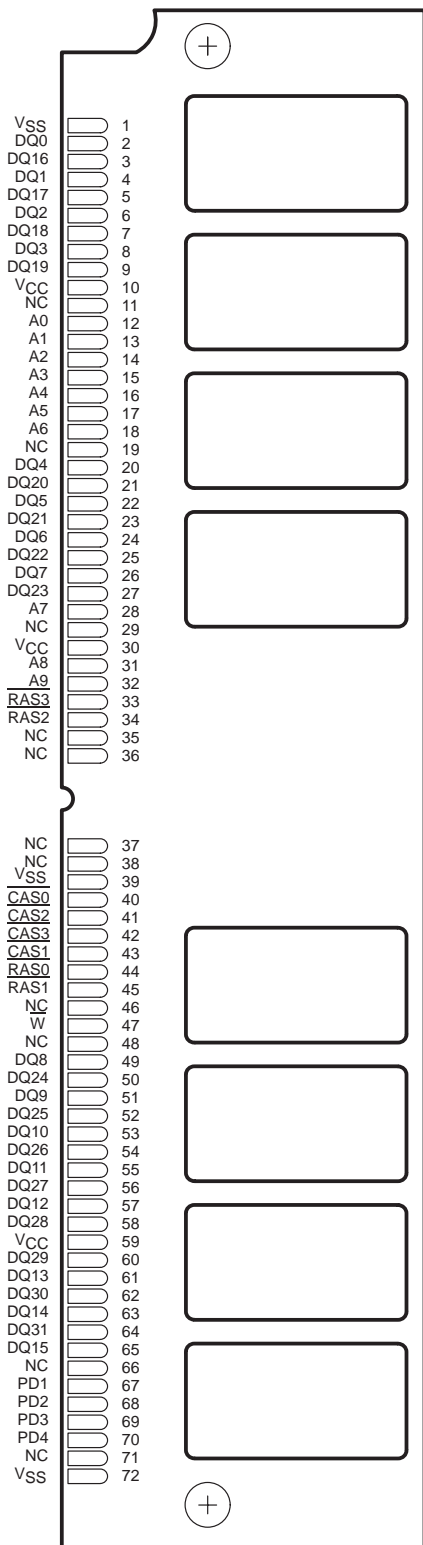 VSS 1
DQ0 2
DQ16 3
DQ1 4
DQ17 5
DQ2 6
DQ18 7
DQ3 8
DQ19 9
VCC 10
NC 11
A0 12
A1 13
A2 14
A3 15
A4 16
A5 17
A6 18
NC 19
DQ4 20
DQ20 21
DQ5 22
DQ21 23
DQ6 24
DQ22 25
DQ7 26
DQ23 27
A7 28
NC 29
VCC 30
A8 31
A9 32
RAS3 33
RAS2 34
NC 35
NC 36
NC 37
NC 38
VSS 39
CAS0 40
CAS2 41
CAS3 42
CAS1 43
RAS0 44
RAS1 45
NC 46
W 47
NC 48
DQ8 49
DQ24 50
DQ9 51
DQ25 52
DQ10 53
DQ26 54
DQ11 55
DQ27 56
DQ12 57
DQ28 58
VCC 59
DQ29 60
DQ13 61
DQ30 62
DQ14 63
DQ31 64
DQ15 65
NC 66
PD1 67
PD2 68
PD3 69
PD4 70
NC 71
VSS 72